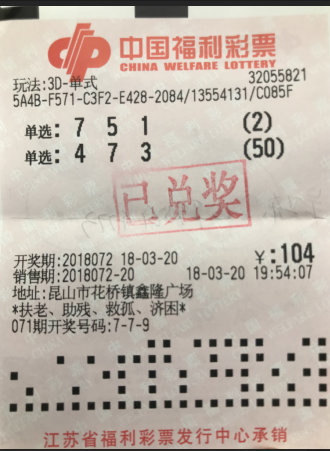 中国福利彩票
CHINA WELFARE LOTTERY
玩法:3D-单式 32055821
5A4B-F571-C3F2-E428-2084/13554131/C085F
单选: 7 5 1 (2)
单选: 4 7 3 (50)
已兑奖
开奖期:2018072 18-03-20 ¥:104
销售期:2018072-20 18-03-20 19:54:07
地址:昆山市花桥镇鑫隆广场
*扶老、助残、救孤、济困*
071期开奖号码:7-7-9
江苏省福利彩票发行中心承销